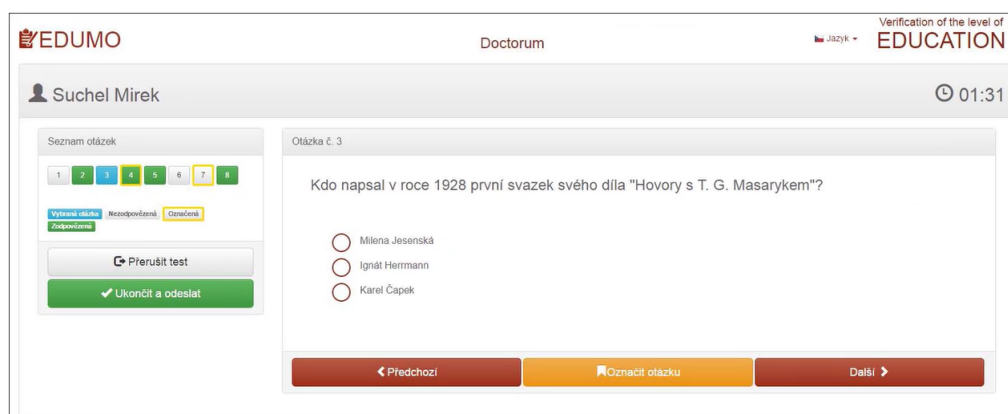 EDUMO
Doctorum
Jazyk
Verification of the level of
EDUCATION
Suchel Mirek
01:31
Seznam otázek
1 2 3 4 5 6 7 8
Vybraná otázka Nezodpovězená Označená
Zodpovězená
Přerušit test
Ukončit a odeslat
Otázka č. 3
Kdo napsal v roce 1928 první svazek svého díla "Hovory s T. G. Masarykem"?
Milena Jesenská
Ignát Herrmann
Karel Čapek
Předchozí
Označit otázku
Další